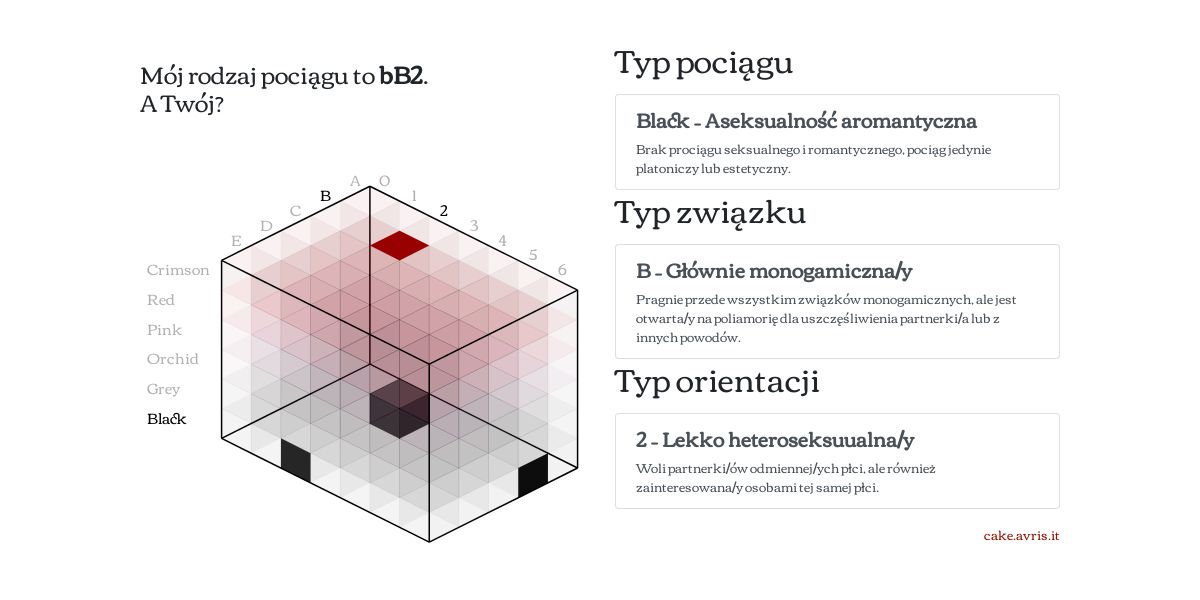 Mój rodzaj pociągu to bB2.
A Twój?
A
B
C
D
E
O
1
2
3
4
5
6
Crimson
Red
Pink
Orchid
Grey
Black
Typ pociągu
Black - Aseksualność aromantyczna
Brak prociągu seksualnego i romantycznego, pociąg jedynie
platoniczy lub estetyczny.
Typ związku
B - Głównie monogamiczna/y
Pragnie przede wszystkim związków monogamicznych, ale jest
otwarta/y na poliamorię dla uszczęśliwienia partnerki/a lub z
innych powodów.
Typ orientacji
2 - Lekko heteroseksuualna/y
Woli partnerki/ów odmiennej/ych płci, ale również
zainteresowana/y osobami tej samej płci.
cake.avris.it